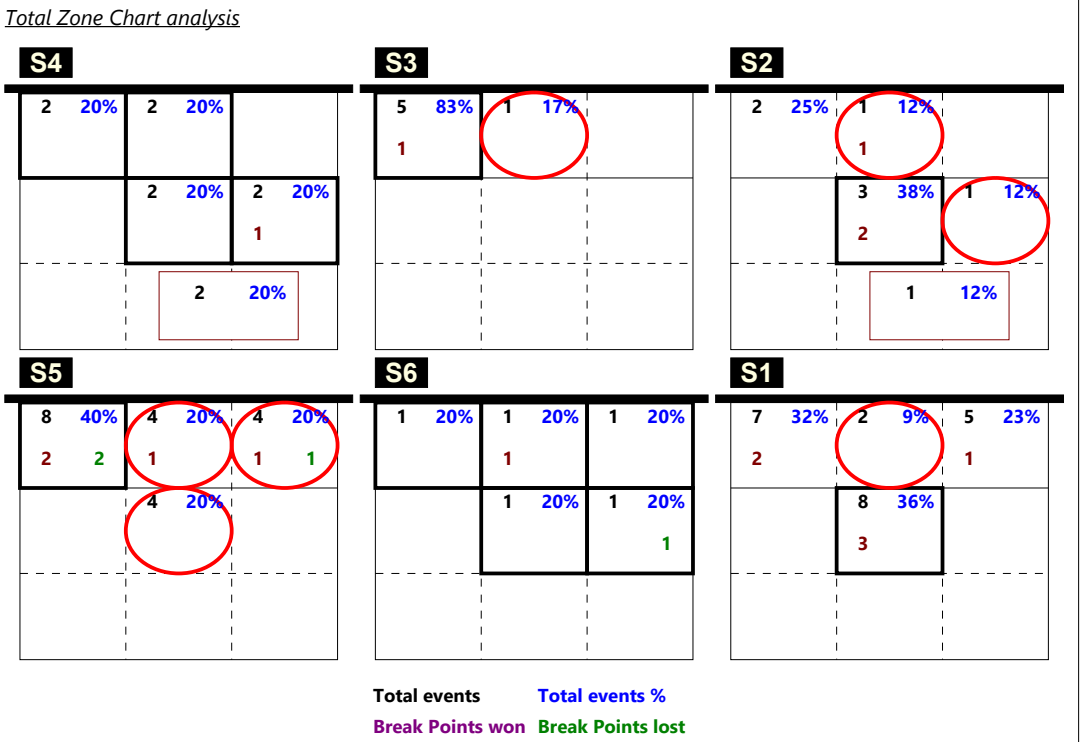 Total Zone Chart analysis
S4 S3 S2
2 20% 2 20% 5 83% 1 17% 2 25% 1 12%
1 1
2 20% 2 20% 3 38% 1 12%
1 2
2 20% 1 12%
S5 S6 S1
8 40% 4 20% 4 20% 1 20% 1 20% 1 20% 7 32% 2 9% 5 23%
2 2 1 1 1 1 2 1
4 20% 1 20% 1 20% 8 36%
1 3
Total events Total events %
Break Points won Break Points lost